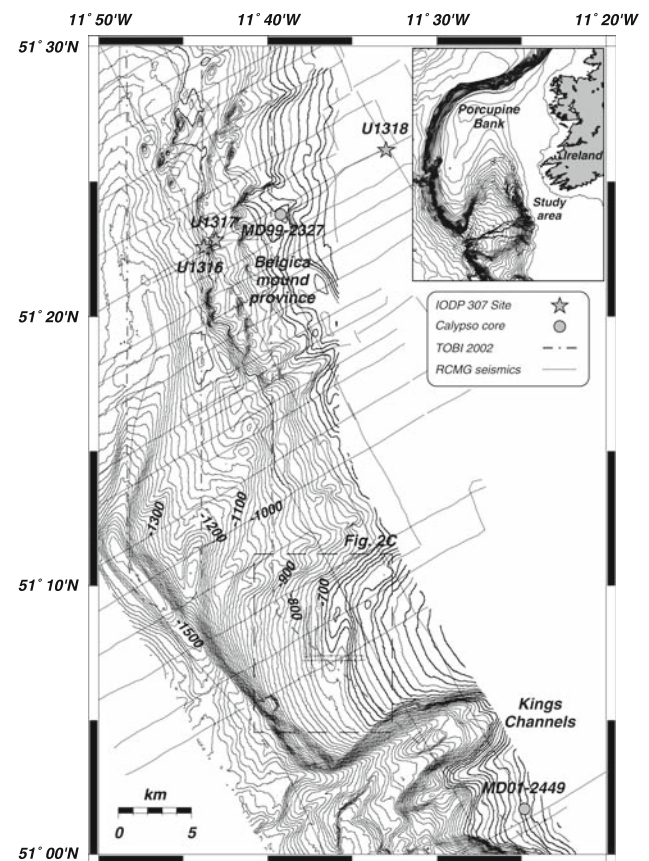 11˚ 50'W
11˚ 40'W
11˚ 30'W
11˚ 20'W
51˚ 30'N
Porcupine
Bank
Ireland
Study
area
U1318
U1317
MD99-2327
U1316
Belgica
mound
province
51˚ 20'N
IODP 307 Site
Calypso core
TOBI 2002
RCMG seismics
-1300
-1200
-1100
-1000
Fig. 2C
51˚ 10'N
-900
-800
-700
-1500
Kings
Channels
MD01-2449
km
0
5
51˚ 00'N